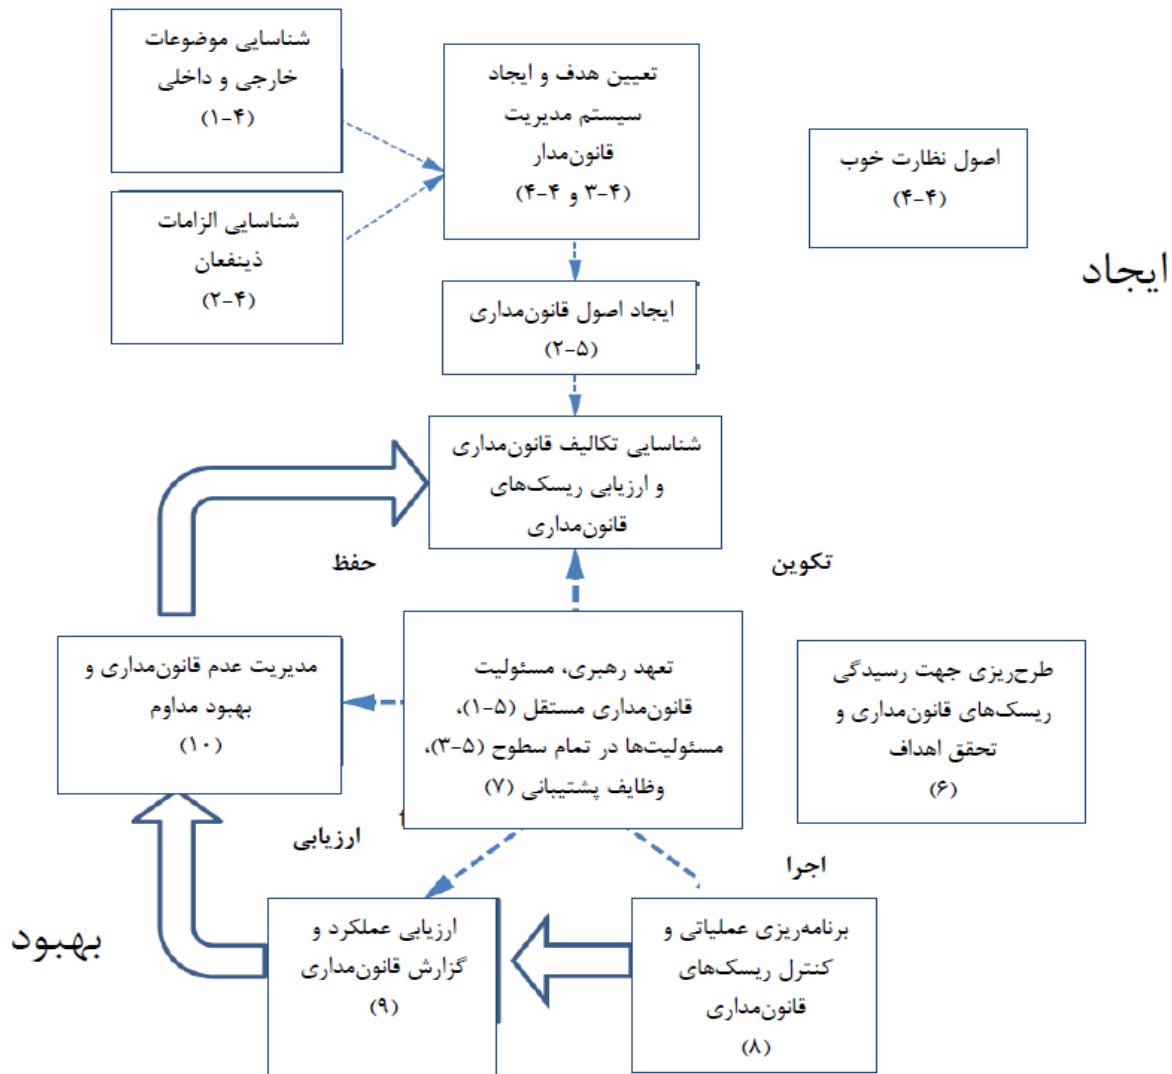 شناسایی موضوعات
خارجی و داخلی
(۱-۴)
تعیین هدف و ایجاد
سیستم مدیریت
قانون‌مدار
(۳-۴ و ۴-۴)
اصول نظارت خوب
(۴-۴)
شناسایی الزامات
ذینفعان
(۲-۴)
ایجاد
ایجاد اصول قانون‌مداری
(۲-۵)
شناسایی تکالیف قانون‌مداری
و ارزیابی ریسک‌های
قانون‌مداری
حفظ
تکوین
تعهد رهبری، مسئولیت
قانون‌مداری مستقل (۱-۵)،
مسئولیت‌ها در تمام سطوح (۳-۵)،
وظایف پشتیبانی (۷)
طرح‌ریزی جهت رسیدگی
ریسک‌های قانون‌مداری و
تحقق اهداف
(۶)
مدیریت عدم قانون‌مداری و
بهبود مداوم
(۱۰)
ارزیابی
اجرا
بهبود
برنامه‌ریزی عملیاتی و
کنترل ریسک‌های
قانون‌مداری
(۸)
ارزیابی عملکرد و
گزارش قانون‌مداری
(۹)